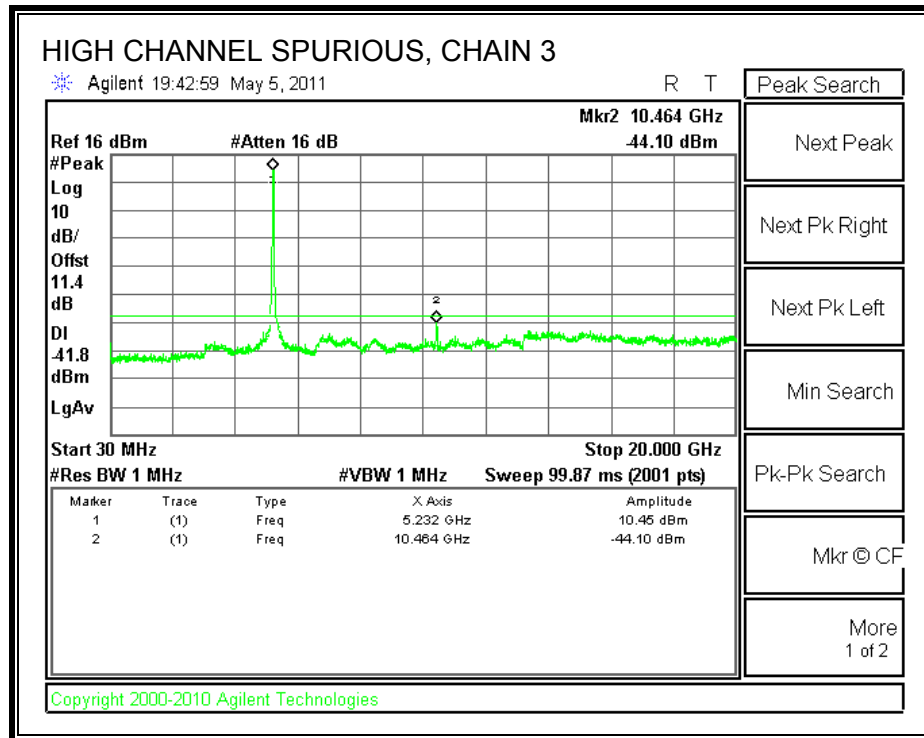 HIGH CHANNEL SPURIOUS, CHAIN 3
Agilent 19:42:59 May 5, 2011 R T
Peak Search
Mkr2 10.464 GHz
Ref 16 dBm #Atten 16 dB -44.10 dBm
#Peak
Log
10
dB/
Offst
11.4
dB
DI
-41.8
dBm
LgAv
1
2
Start 30 MHz Stop 20.000 GHz
#Res BW 1 MHz #VBW 1 MHz Sweep 99.87 ms (2001 pts)
Marker Trace Type X Axis Amplitude
1 (1) Freq 5.232 GHz 10.45 dBm
2 (1) Freq 10.464 GHz -44.10 dBm
Next Peak
Next Pk Right
Next Pk Left
Min Search
Pk-Pk Search
Mkr © CF
More
1 of 2
Copyright 2000-2010 Agilent Technologies